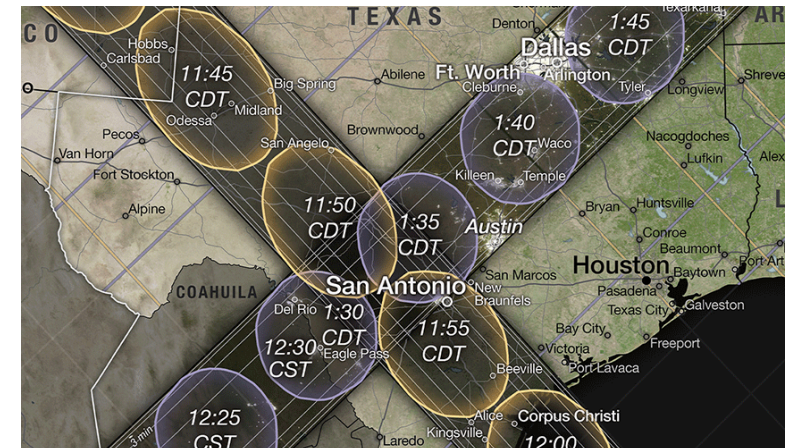 TEXAS
CO
AR
L
Denton
Sherman
Texarkana
1:45
CDT
Dallas
Ft. Worth
Arlington
Cleburne
Tyler
Longview
Shreve
Hobbs
Carlsbad
11:45
CDT
Big Spring
Midland
Odessa
Abilene
Brownwood
1:40
CDT
Waco
Killeen
Temple
Nacogdoches
Lufkin
Alex
Pecos
Van Horn
Fort Stockton
Alpine
San Angelo
11:50
CDT
1:35
CDT
Austin
Bryan
Huntsville
Conroe
Beaumont
Port Art
Houston
Baytown
Pasadena
Texas City
Galveston
San Marcos
San Antonio
New
Braunfels
COAHUILA
Del Rio
1:30
CDT
12:30
CST
Eagle Pass
11:55
CDT
Bay City
Freeport
Victoria
Port Lavaca
Beeville
12:25
CST
3 min
Alice
Corpus Christi
Kingsville
Laredo
12:00